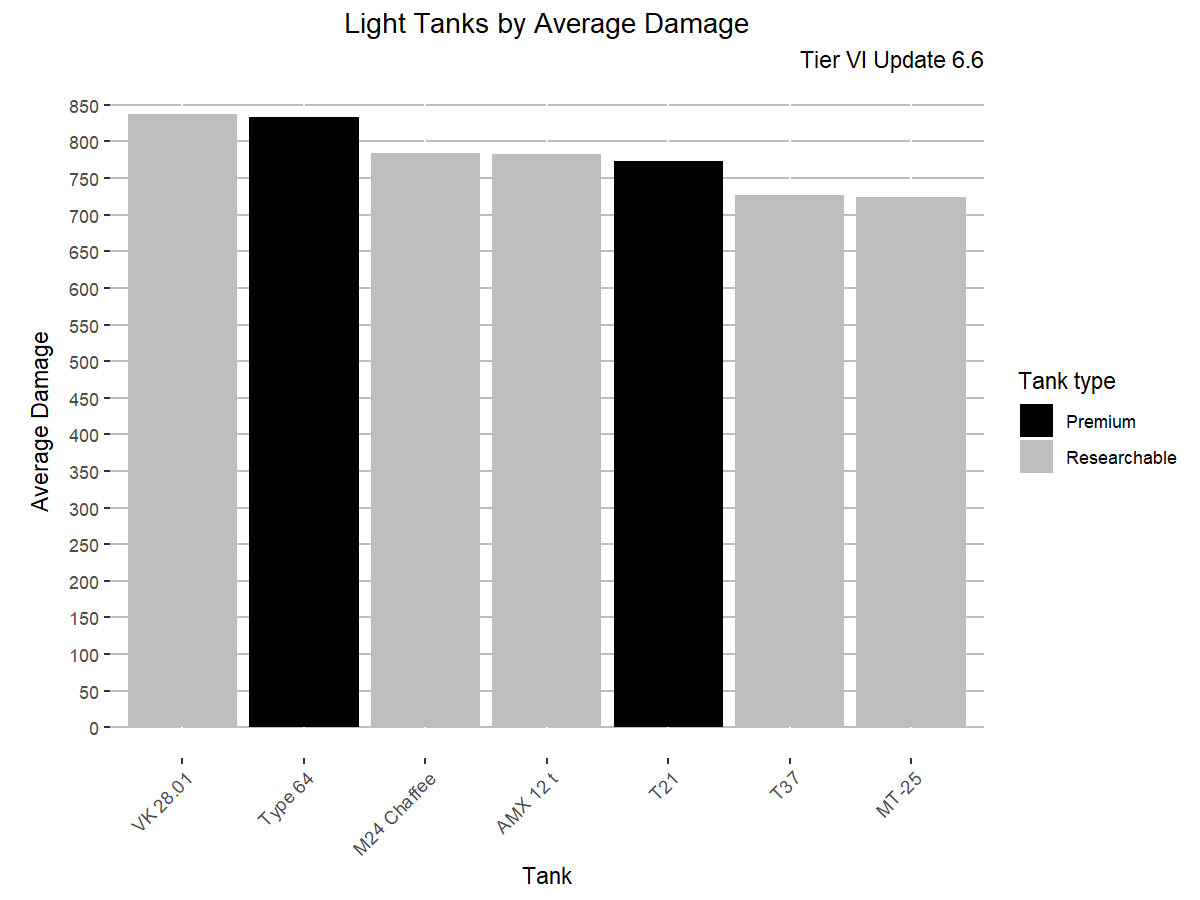 Light Tanks by Average Damage
Tier VI Update 6.6
850
800
750
700
650
600
550
500
450
400
350
300
250
200
150
100
50
0
Average Damage
VK 28.01
Type 64
M24 Chaffee
AMX 12 t
T21
T37
MT-25
Tank
Tank type
Premium
Researchable